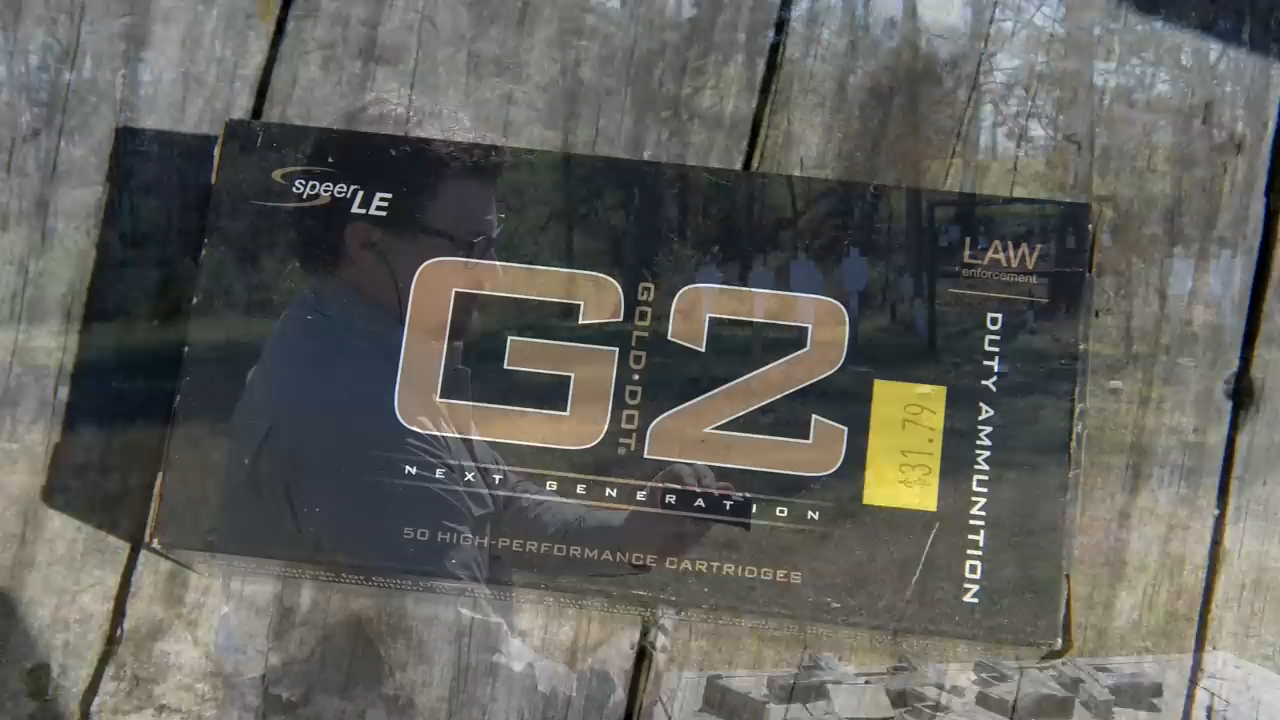 speer LE
G2
GOLD·DOT®
NEXT GENERATION
50 HIGH-PERFORMANCE CARTRIDGES
LAW
enforcement
DUTY AMMUNITION
$31.79